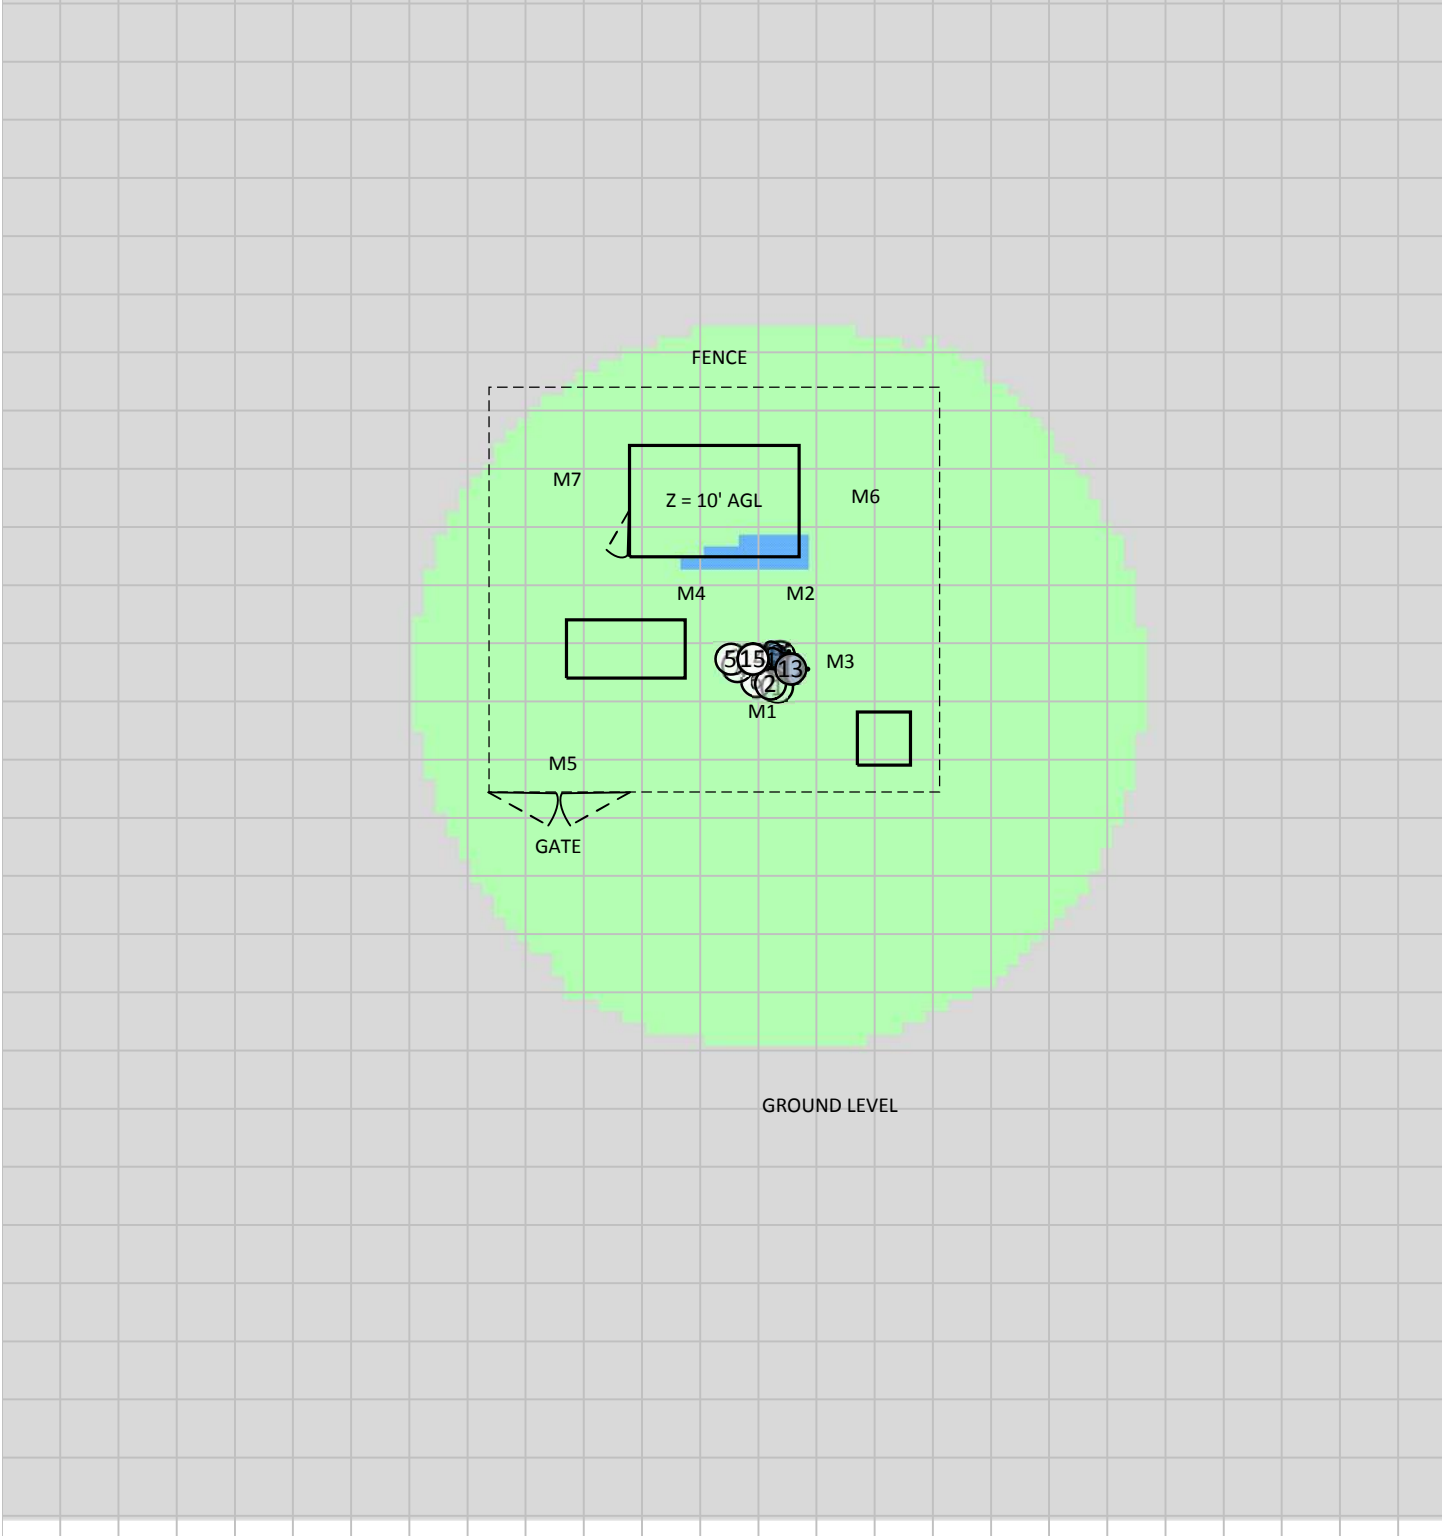 FENCE
M7
M6
Z = 10' AGL
M4
M2
5
15
13
M3
2
M1
M5
GATE
GROUND LEVEL